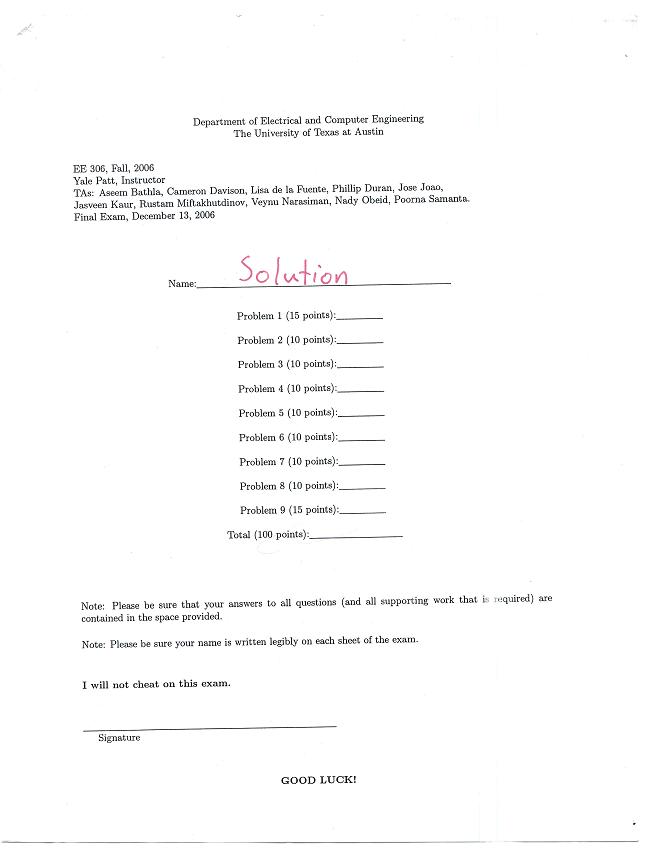 Department of Electrical and Computer Engineering
The University of Texas at Austin
EE 306, Fall, 2006
Yale Patt, Instructor
TAs: Aseem Bathla, Cameron Davison, Lisa de la Fuente, Phillip Duran, Jose Joao,
Jasveen Kaur, Rustam Miftakhutdinov, Veynu Narasiman, Nady Obeid, Poorna Samanta.
Final Exam, December 13, 2006
Name: Solution
Problem 1 (15 points):
Problem 2 (10 points):
Problem 3 (10 points):
Problem 4 (10 points):
Problem 5 (10 points):
Problem 6 (10 points):
Problem 7 (10 points):
Problem 8 (10 points):
Problem 9 (15 points):
Total (100 points):
Note: Please be sure that your answers to all questions (and all supporting work that is required) are
contained in the space provided.
Note: Please be sure your name is written legibly on each sheet of the exam.
I will not cheat on this exam.
Signature
GOOD LUCK!